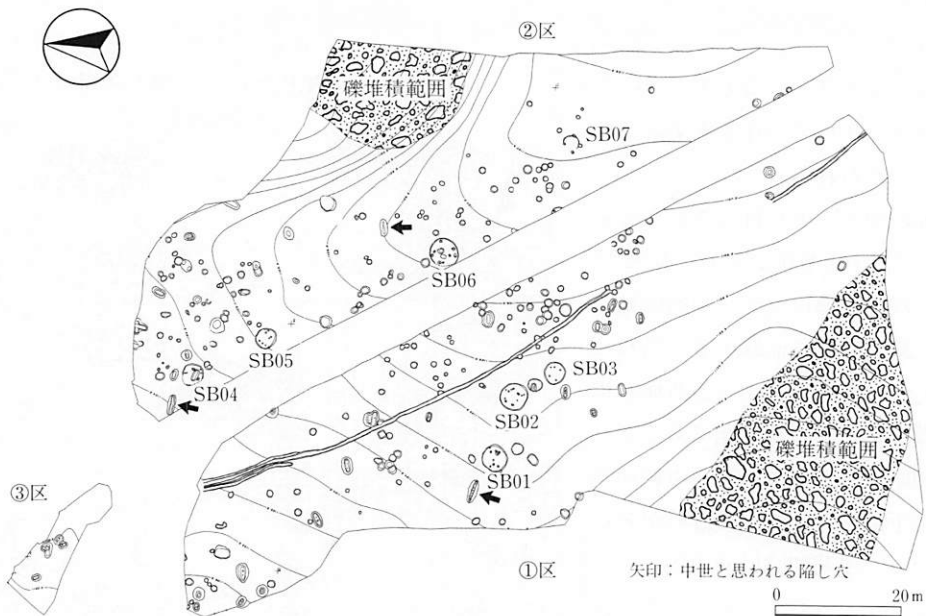 ②区
礫堆積範囲
SB07
SB06
SB05
SB04
SB03
SB02
SB01
礫堆積範囲
③区
①区
矢印：中世と思われる陥し穴
0 20m